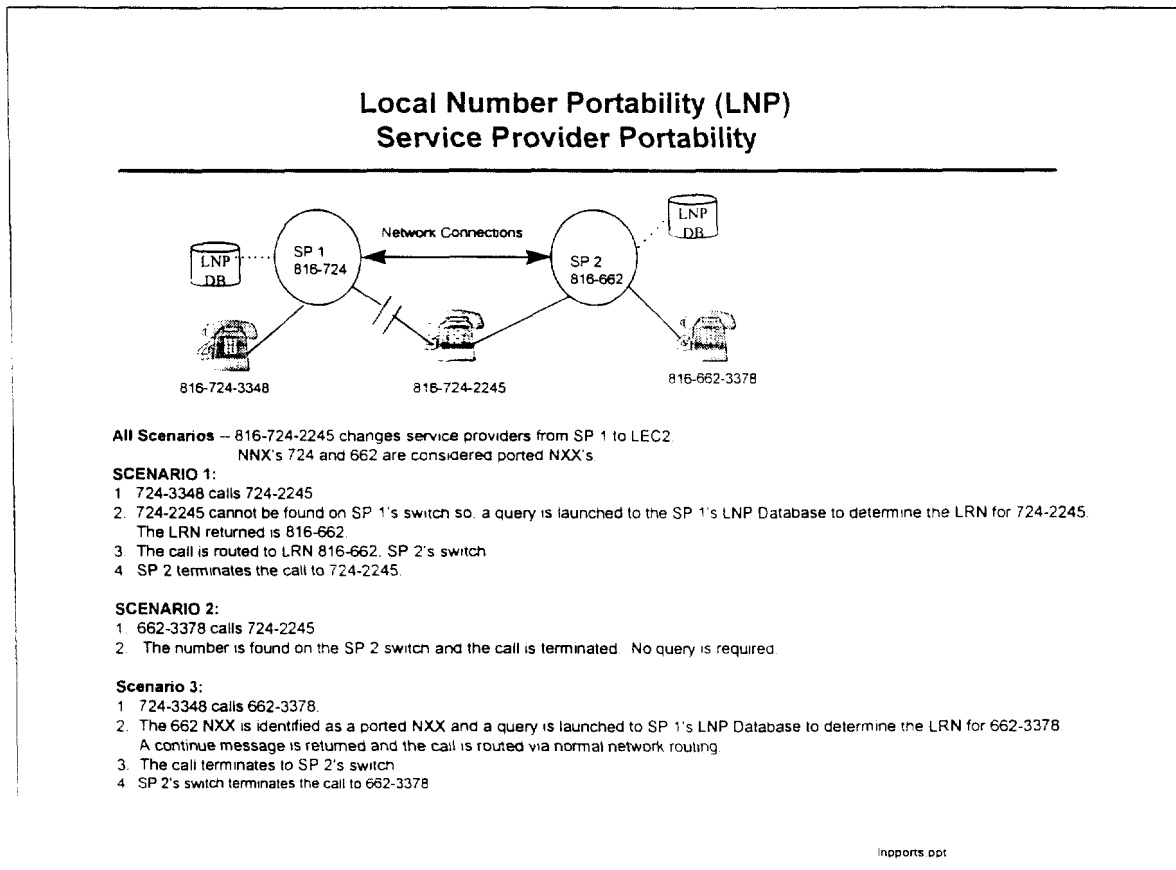 Local Number Portability (LNP)
Service Provider Portability
LNP
DB
SP 1
816-724
Network Connections
SP 2
816-662
LNP
DB
816-724-3348
816-724-2245
816-662-3378
All Scenarios -- 816-724-2245 changes service providers from SP 1 to LEC2.
NNX's 724 and 662 are considered ported NXX's.
SCENARIO 1:
1 724-3348 calls 724-2245
2. 724-2245 cannot be found on SP 1's switch so, a query is launched to the SP 1's LNP Database to determine the LRN for 724-2245.
The LRN returned is 816-662.
3. The call is routed to LRN 816-662, SP 2's switch
4 SP 2 terminates the call to 724-2245.
SCENARIO 2:
1. 662-3378 calls 724-2245
2. The number is found on the SP 2 switch and the call is terminated. No query is required.
Scenario 3:
1 724-3348 calls 662-3378.
2. The 662 NXX is identified as a ported NXX and a query is launched to SP 1's LNP Database to determine the LRN for 662-3378
A continue message is returned and the call is routed via normal network routing.
3. The call terminates to SP 2's switch
4 SP 2's switch terminates the call to 662-3378
lnpports.ppt